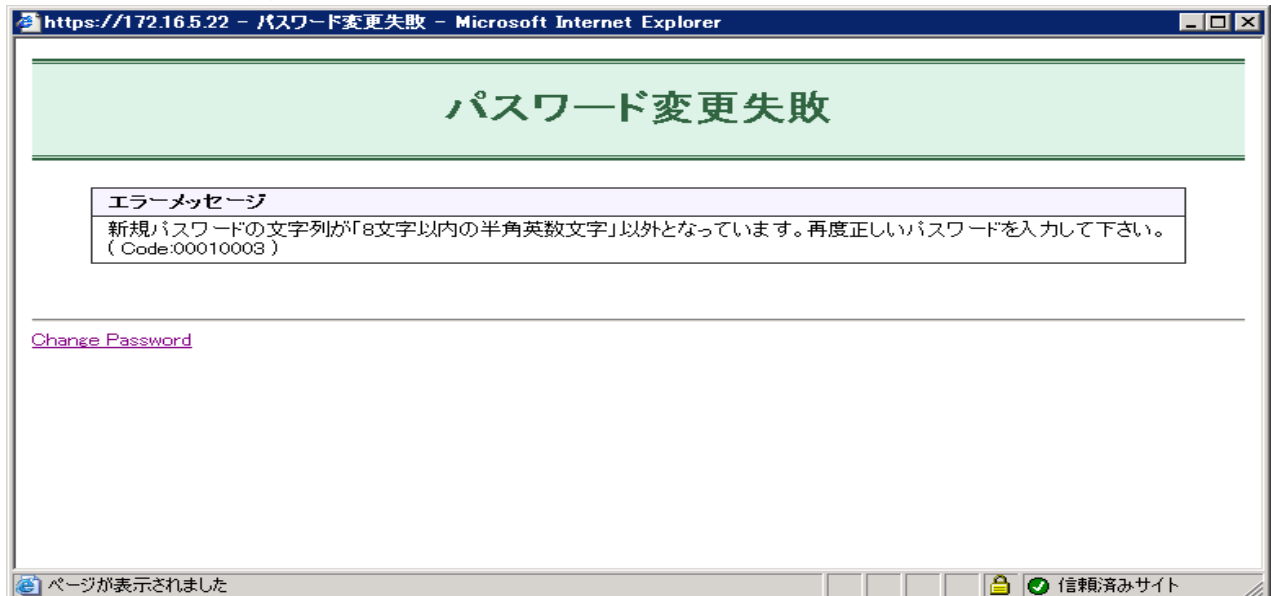 https://172.16.5.22 - パスワード変更失敗 - Microsoft Internet Explorer
パスワード変更失敗
エラーメッセージ
新規パスワードの文字列が「8文字以内の半角英数文字」以外となっています。再度正しいパスワードを入力して下さい。
( Code:00010003 )
Change Password
ページが表示されました
信頼済みサイト